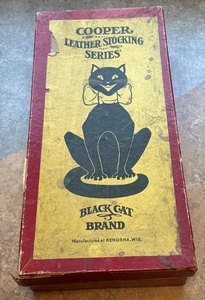 COOPER
LEATHER STOCKING
SERIES
BLACK CAT
BRAND
Manufactured at KENOSHA, WIS.